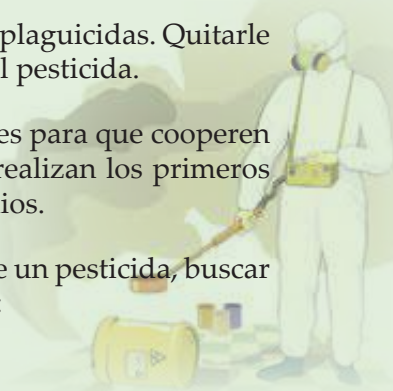 plaguicidas. Quitarle
l pesticida.
es para que cooperen
realizan los primeros
ios.
e un pesticida, buscar